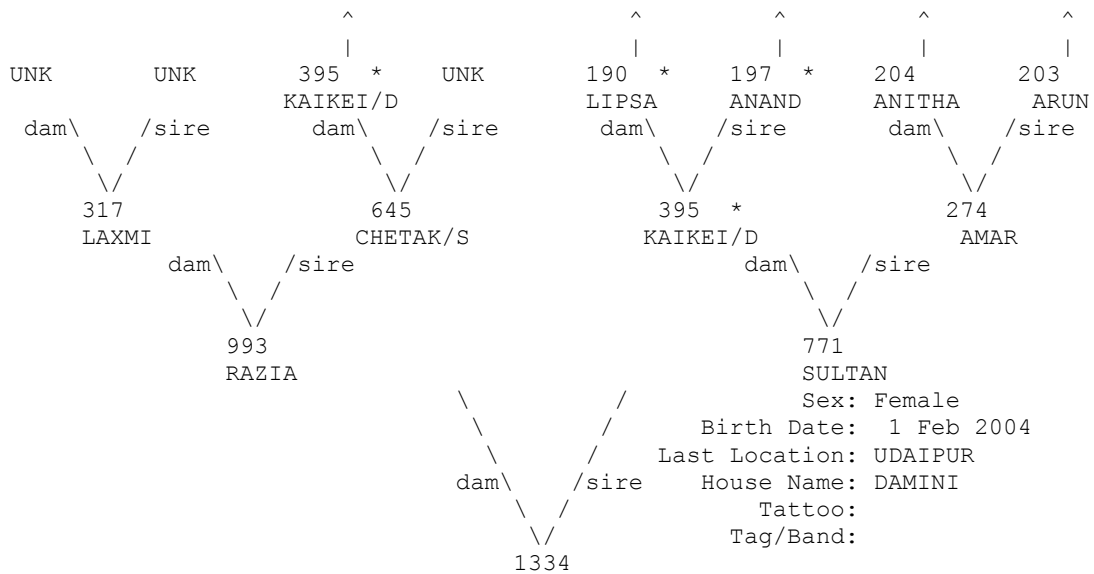 ^ ^ ^ ^ ^
| | | | |
UNK UNK 395 * UNK 190 * 197 * 204 203
KAIKEI/D LIPSA ANAND ANITHA ARUN
dam\ /sire dam\ /sire dam\ /sire dam\ /sire
\ / \ / \ / \ /
\/ \/ \/ \/
317 645 395 * 274
LAXMI CHETAK/S KAIKEI/D AMAR
dam\ /sire dam\ /sire
\ / \ /
\/ \/
993 771
RAZIA SULTAN
\ / Sex: Female
\ / Birth Date: 1 Feb 2004
\ / Last Location: UDAIPUR
dam\ /sire House Name: DAMINI
\ / Tattoo:
\/ Tag/Band:
1334